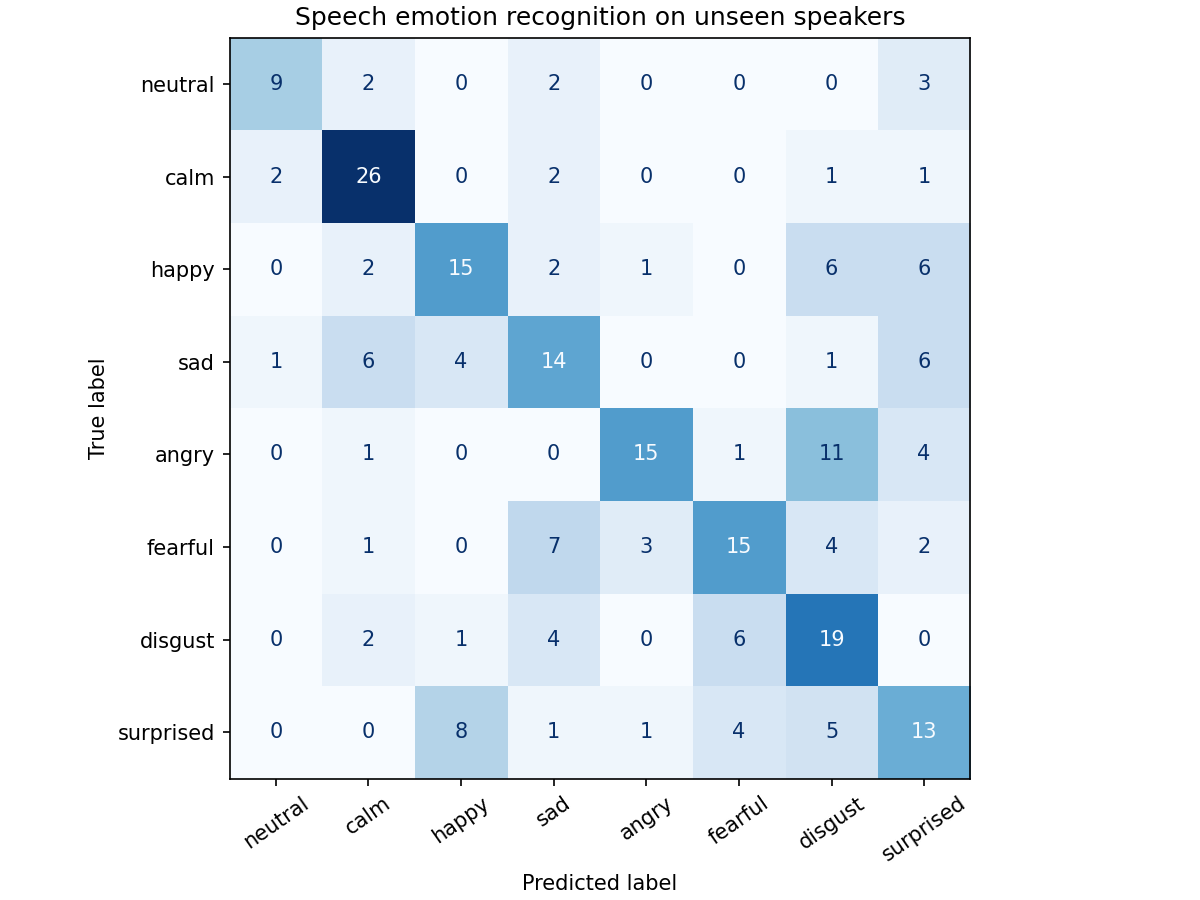 Speech emotion recognition on unseen speakers
True label
neutral 9 2 0 2 0 0 0 3
calm 2 26 0 2 0 0 1 1
happy 0 2 15 2 1 0 6 6
sad 1 6 4 14 0 0 1 6
angry 0 1 0 0 15 1 11 4
fearful 0 1 0 7 3 15 4 2
disgust 0 2 1 4 0 6 19 0
surprised 0 0 8 1 1 4 5 13
neutral calm happy sad angry fearful disgust surprised
Predicted label